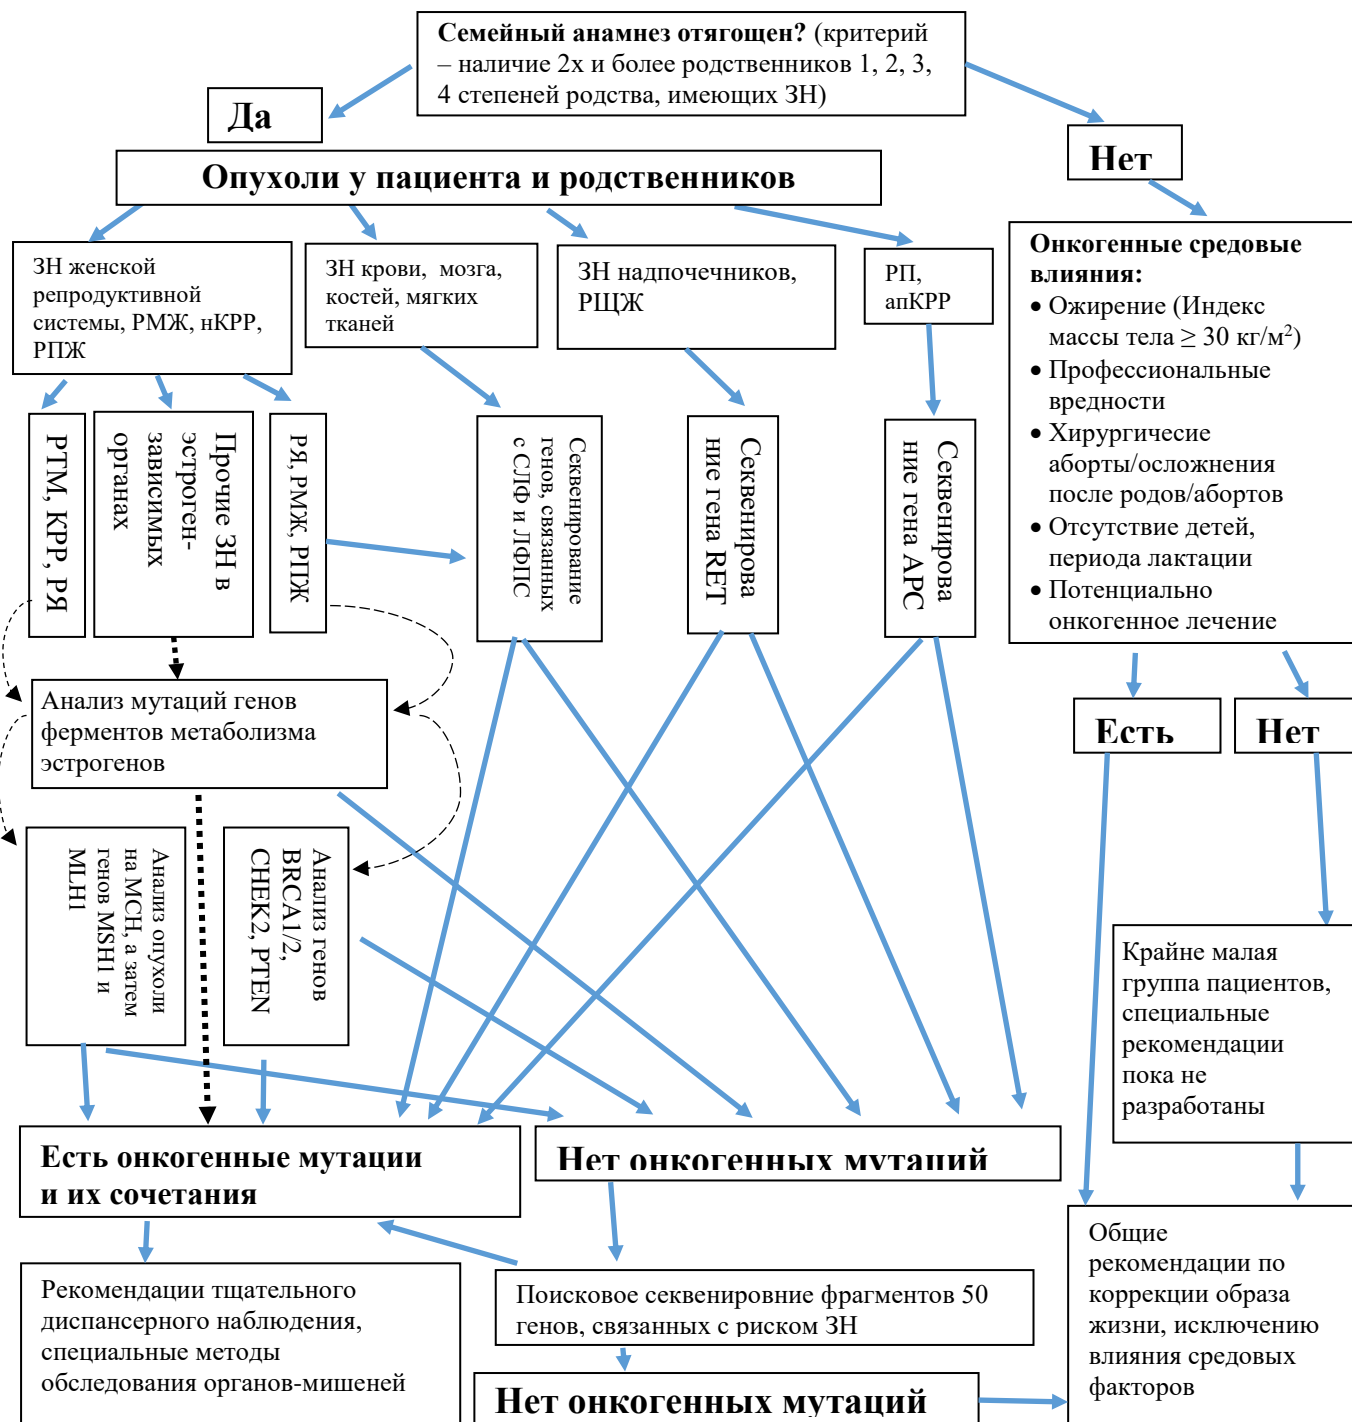 Семейный анамнез отягощен? (критерий
– наличие 2х и более родственников 1, 2, 3,
4 степеней родства, имеющих ЗН)
Да
Нет
Опухоли у пациента и родственников
ЗН женской
репродуктивной
системы, РМЖ, нКРР,
РПЖ
ЗН крови, мозга,
костей, мягких
тканей
ЗН надпочечников,
РЩЖ
РП,
апКРР
Онкогенные средовые
влияния:
• Ожирение (Индекс
массы тела ≥ 30 кг/м²)
• Профессиональные
вредности
• Хирургичесие
аборты/осложнения
после родов/абортов
• Отсутствие детей,
периода лактации
• Потенциально
онкогенное лечение
РТМ, КРР, РЯ
Прочие ЗН в
эстроген-
зависимых
органах
РЯ, РМЖ, РПЖ
Секвенирование
генов, связанных
с СЛФ и ЛФПС
Секвенирова
ние гена RET
Секвенирова
ние гена APC
Анализ мутаций генов
ферментов метаболизма
эстрогенов
Есть
Нет
Анализ опухоли
на МСН, а затем
генов MSH1 и
MLH1
Анализ генов
BRCA1/2,
CHEK2, PTEN
Крайне малая
группа пациентов,
специальные
рекомендации
пока не
разработаны
Есть онкогенные мутации
и их сочетания
Нет онкогенных мутаций
Рекомендации тщательного
диспансерного наблюдения,
специальные методы
обследования органов-мишеней
Поисковое секвенировние фрагментов 50
генов, связанных с риском ЗН
Нет онкогенных мутаций
Общие
рекомендации по
коррекции образа
жизни, исключению
влияния средовых
факторов